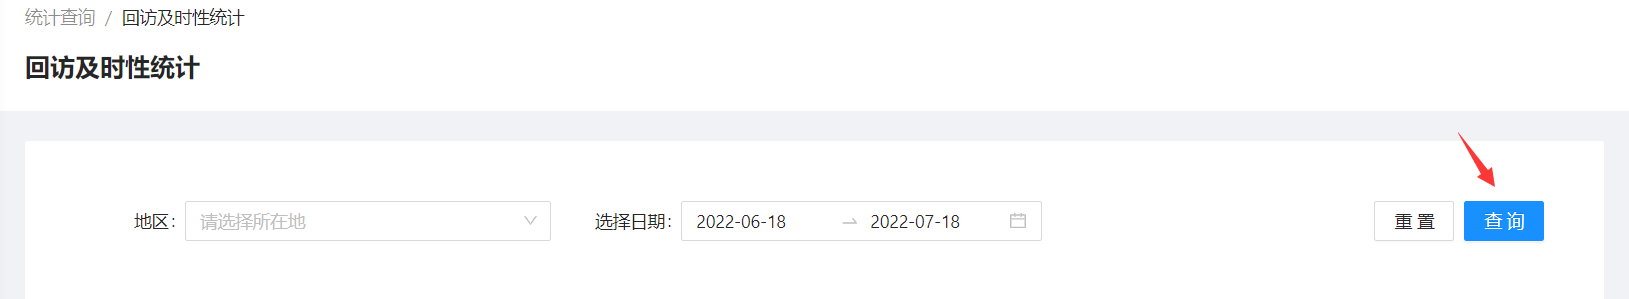 统计查询 / 回访及时性统计
回访及时性统计
地区: 请选择所在地 选择日期: 2022-06-18 2022-07-18 重 置 查 询